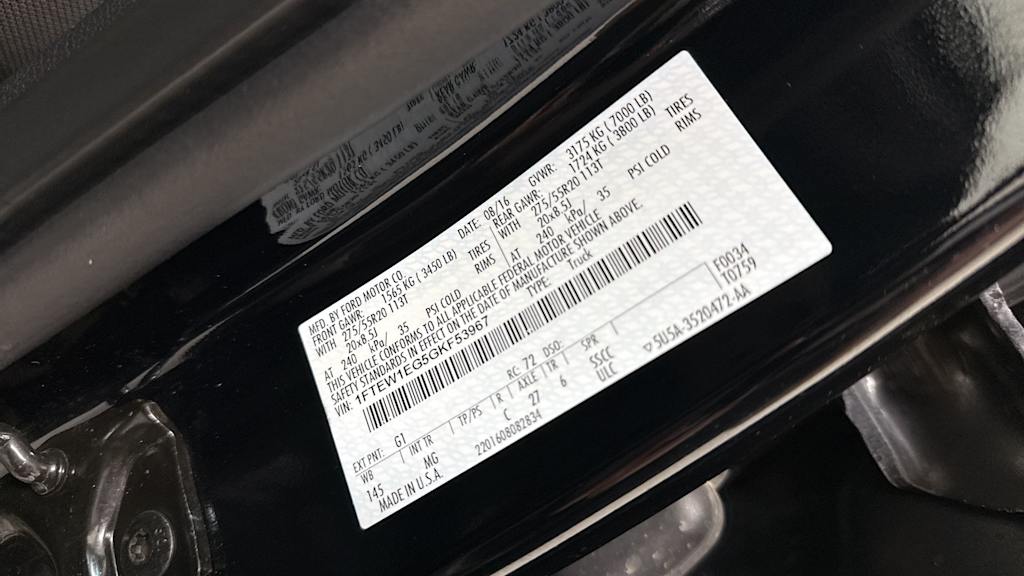 MFD. BY FORD MOTOR CO.
DATE: 08/16 GVWR: 3175 KG ( 7000 LB)
FRONT GAWR: 1565 KG ( 3450 LB) REAR GAWR: 1724 KG ( 3800 LB)
WITH 275/55R20 113T TIRES WITH 275/55R20 113T TIRES
20x8.5J RIMS 20x8.5J RIMS
AT 240 kPa/ 35 PSI COLD AT 240 kPa/ 35 PSI COLD
THIS VEHICLE CONFORMS TO ALL APPLICABLE FEDERAL MOTOR VEHICLE
SAFETY STANDARDS IN EFFECT ON THE DATE OF MANUFACTURE SHOWN ABOVE.
VIN: 1FTEW1EG5GKF53967 TYPE: Truck
F0034
EXT PNT: G1 RC: 72 DSO: T0759
WB INT TR TP/PS R AXLE TR SPR
145 MG C 27 6 SSCC
MADE IN U.S.A. 2201608082834 ULC 5U5A-3520472-AA